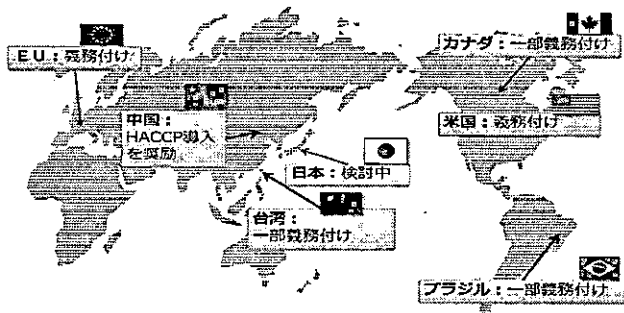 EU:義務付け
カナダ:一部義務付け
中国:
HACCP導入
を奨励
米国:義務付け
日本:検討中
台湾:
一部義務付け
ブラジル:一部義務付け